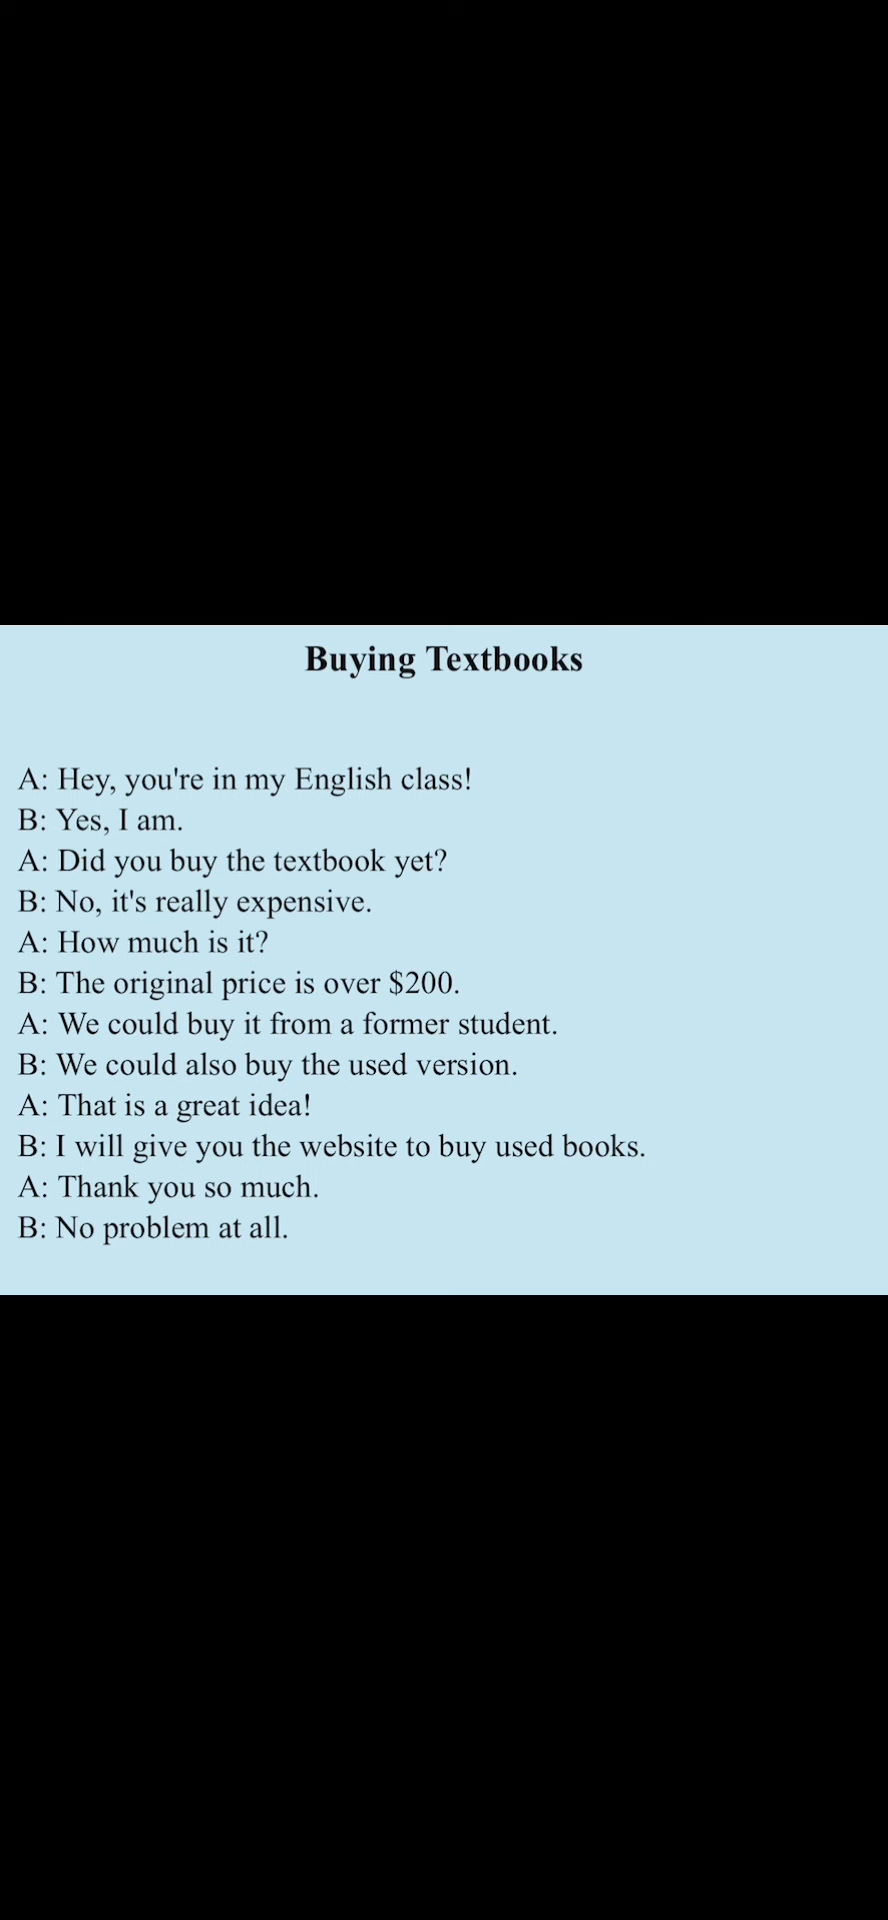 Buying Textbooks
A: Hey, you're in my English class!
B: Yes, I am.
A: Did you buy the textbook yet?
B: No, it's really expensive.
A: How much is it?
B: The original price is over $200.
A: We could buy it from a former student.
B: We could also buy the used version.
A: That is a great idea!
B: I will give you the website to buy used books.
A: Thank you so much.
B: No problem at all.